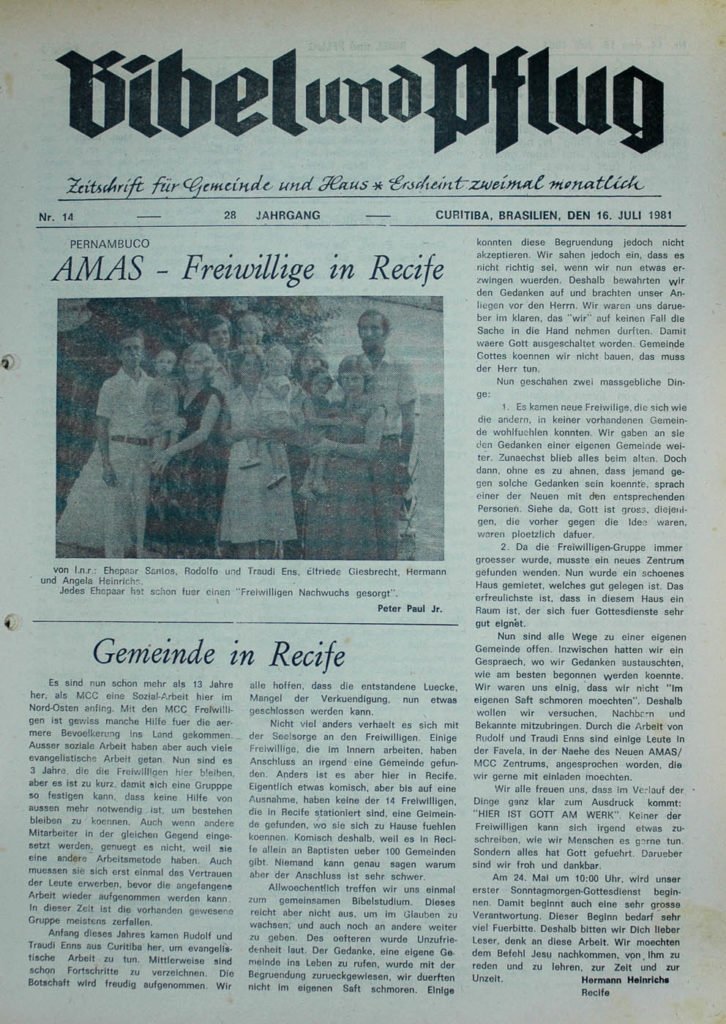 Bibel und Pflug
Zeitschrift für Gemeinde und Haus * Erscheint zweimal monatlich
Nr. 14 — 28 JAHRGANG — CURITIBA, BRASILIEN, DEN 16. JULI 1981
PERNAMBUCO
AMAS - Freiwillige in Recife
von l.n.r.: Ehepaar Santos, Rodolfo und Traudi Ens, Elfriede Giesbrecht, Hermann
und Angela Heinrichs.
Jedes Ehepaar hat schon fuer einen "Freiwilligen Nachwuchs gesorgt".
Peter Paul Jr.
Gemeinde in Recife
Es sind nun schon mehr als 13 Jahre
her, als MCC eine Sozial-Arbeit hier im
Nord-Osten anfing. Mit den MCC Freiwilli-
gen ist gewiss manche Hilfe fuer die aer-
mere Bevoelkerung ins Land gekommen.
Ausser soziale Arbeit haben aber auch viele
evangelistische Arbeit getan. Nun sind es
3 Jahre, die die Freiwilligen hier bleiben,
aber es ist zu kurz, damit sich eine Grupppe
so festigen kann, dass keine Hilfe von
aussen mehr notwendig ist, um bestehen
bleiben zu koennen. Auch wenn andere
Mitarbeiter in der gleichen Gegend einge-
setzt werden, genuegt es nicht, weil sie
eine andere Arbeitsmetode haben. Auch
muessen sie sich erst einmal das Vertrauen
der Leute erwerben, bevor die angefangene
Arbeit wieder aufgenommen werden kann.
In dieser Zeit ist die vorhanden gewesene
Gruppe meistens zerfallen.
Anfang dieses Jahres kamen Rudolf und
Traudi Enns aus Curitiba her, um evangelis-
tische Arbeit zu tun. Mittlerweise sind
schon Fortschritte zu verzeichnen. Die
Botschaft wird freudig aufgenommen. Wir
alle hoffen, dass die entstandene Luecke,
Mangel der Verkuendigung, nun etwas
geschlossen werden kann.
Nicht viel anders verhaelt es sich mit
der Seelsorge an den Freiwilligen. Einige
Freiwillige, die im Innern arbeiten, haben
Anschluss an irgend eine Gemeinde gefun-
den. Anders ist es aber hier in Recife.
Eigentlich etwas komisch, aber bis auf eine
Ausnahme, haben keine der 14 Freiwilligen,
die in Recife stationiert sind, eine Gelmein-
de gefunden, wo sie sich zu Hause fuehlen
koennen. Komisch deshalb, weil es in Reci-
fe allein an Baptisten ueber 100 Gemeinden
gibt. Niemand kann genau sagen warum
aber der Anschluss ist sehr schwer.
Allwoechentlich treffen wir uns einmal
zum gemeinsamen Bibelstudium. Dieses
reicht aber nicht aus, um im Glauben zu
wachsen, und auch noch an andere weiter
zu geben. Des oefteren wurde Unzufrie-
denheit laut. Der Gedanke, eine eigene Ge-
meinde ins Leben zu rufen, wurde mit der
Begruendung zurueckgewiesen, wir duerften
nicht im eigenen Saft schmoren. Einige
konnten diese Begruendung jedoch nicht
akzeptieren. Wir sahen jedoch ein, dass es
nicht richtig sei, wenn wir nun etwas er-
zwingen wuerden. Deshalb bewahrten wir
den Gedanken auf und brachten unser An-
liegen vor den Herrn. Wir waren uns darue-
ber im klaren, das "wir" auf keinen Fall die
Sache in die Hand nehmen durften. Damit
waere Gott ausgeschaltet worden. Gemeinde
Gottes koennen wir nicht bauen, das muss
der Herr tun.
Nun geschahen zwei massgebliche Din-
ge:
1. Es kamen neue Freiwilige, die sich wie
die andern, in keiner vorhandenen Gemein-
de wohlfuehlen konnten. Wir gaben an sie
den Gedanken einer eigenen Gemeinde wei-
ter. Zunaechst blieb alles beim alten. Doch
dann, ohne es zu ahnen, dass jemand ge-
gen solche Gedanken sein koennte, sprach
einer der Neuen mit den entsprechenden
Personen. Siehe da, Gott ist gross, diejeni-
gen, die vorher gegen die Idee waren,
waren ploetzlich dafuer.
2. Da die Freiwilligen-Gruppe immer
groesser wurde, musste ein neues Zentrum
gefunden wenden. Nun wurde ein schoenes
Haus gemietet, welches gut gelegen ist. Das
erfreulichste ist, dass in diesem Haus ein
Raum ist, der sich fuer Gottesdienste sehr
gut eignet.
Nun sind alle Wege zu einer eigenen
Gemeinde offen. Inzwischen hatten wir ein
Gespraech, wo wir Gedanken austauschten,
wie am besten begonnen werden koennte.
Wir waren uns einig, dass wir nicht "Im
eigenen Saft schmoren moechten". Deshalb
wollen wir versuchen, Nachbarn und
Bekannte mitzubringen. Durch die Arbeit von
Rudolf und Traudi Enns sind einige Leute in
der Favela, in der Naehe des Neuen AMAS/
MCC Zentrums, angesprochen worden, die
wir gerne mit einladen moechten.
Wir alle freuen uns, dass im Verlauf der
Dinge ganz klar zum Ausdruck kommt:
"HIER IST GOTT AM WERK". Keiner der
Freiwilligen kann sich irgend etwas zu-
schreiben, wie wir Menschen es gerne tun.
Sondern alles hat Gott gefuehrt. Darueber
sind wir froh und dankbar.
Am 24. Mai um 10:00 Uhr, wird unser
erster Sonntagmorgen-Gottesdienst begin-
nen. Damit beginnt auch eine sehr grosse
Verantwortung. Dieser Beginn bedarf sehr
viel Fuerbitte. Deshalb bitten wir Dich lieber
Leser, denk an diese Arbeit. Wir moechten
dem Befehl Jesu nachkommen, von Ihm zu
reden und zu lehren, zur Zeit und zur
Unzeit.
Hermann Heinrichs
Recife